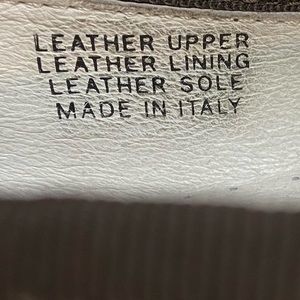 LEATHER UPPER
LEATHER LINING
LEATHER SOLE
MADE IN ITALY